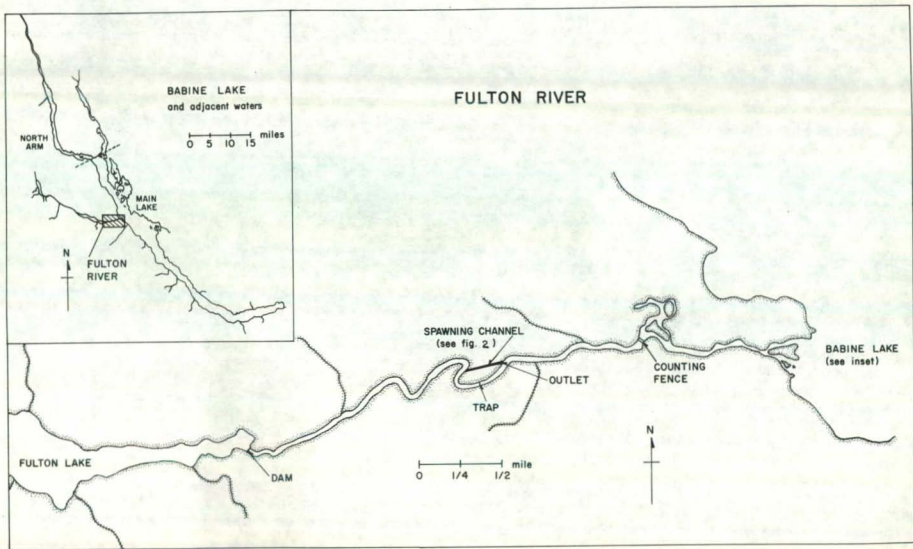 BABINE LAKE
and adjacent waters
0 5 10 15 miles
NORTH
ARM
MAIN
LAKE
N
FULTON
RIVER
FULTON RIVER
SPAWNING CHANNEL
(see fig. 2)
OUTLET
TRAP
COUNTING
FENCE
BABINE LAKE
(see inset)
FULTON LAKE
DAM
mile
0 1/4 1/2
N